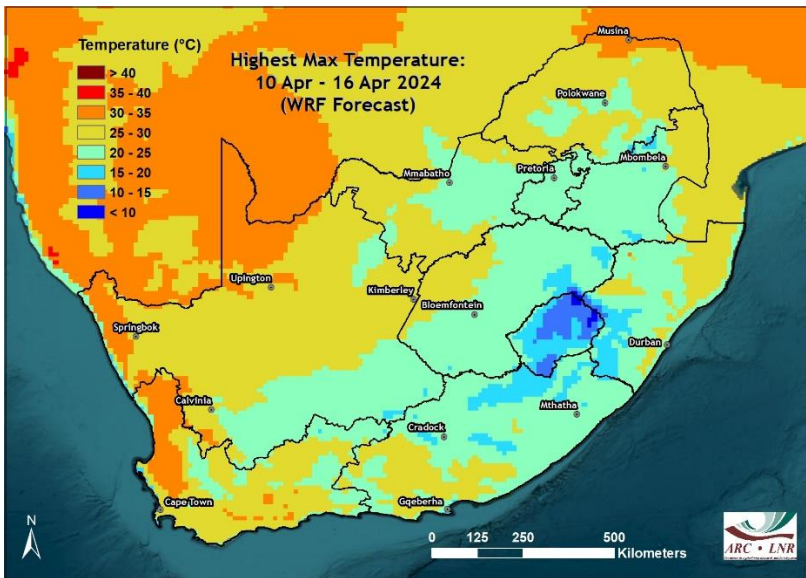 Temperature (°C)
> 40
35 - 40
30 - 35
25 - 30
20 - 25
15 - 20
10 - 15
< 10
Highest Max Temperature:
10 Apr - 16 Apr 2024
(WRF Forecast)
Musina
Polokwane
Mmabatho
Pretoria
Mbombela
Upington
Kimberley
Bloemfontein
Springbok
Durban
Calvinia
Mthatha
Cradock
Cape Town
Gqeberha
N
0 125 250 500
Kilometers
ARC • LNR